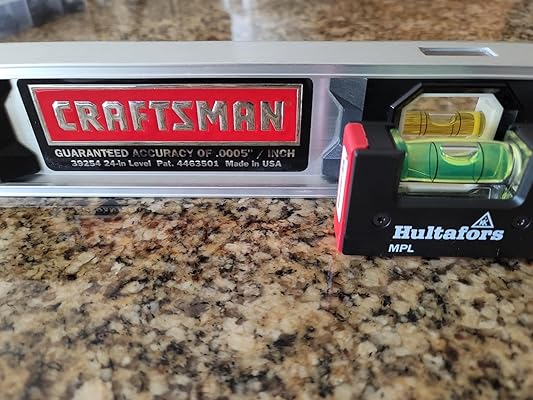 CRAFTSMAN
GUARANTEED ACCURACY OF .0005" / INCH
39254 24-in Level Pat. 4463501 Made in USA
Hultafors
MPL